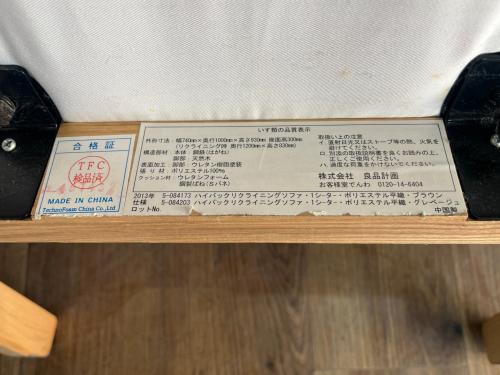 合格証
TFC
検品済
MADE IN CHINA
TechnoFoam China Co.,Ltd
いす類の品質表示
外形寸法：幅740mm×奥行1000mm×高さ930mm 座面高300mm
(リクライニング時 奥行1200mm×高さ830mm)
構造部材：本体 鋼鉄(はがね)
脚部 天然木
表面加工：脚部 ウレタン樹脂塗装
張り材：ポリエステル100%
クッション材：ウレタンフォーム
鋼製ばね(Sバネ)
取扱い上の注意
イ.直射日光又はストーブ等の熱、火気を
避けてください。
ロ.別添の取扱説明書を良くお読みの上、
正しくご使用ください。
ハ.過度な荷重をかけないでください。
株式会社 良品計画
お客様室でんわ 0120-14-6404
2013年 5-084173 ハイバックリクライニングソファ・1シーター・ポリエステル平織・ブラウン
仕様 5-084203 ハイバックリクライニングソファ・1シーター・ポリエステル平織・グレーベージュ
ロットNo.
中国製